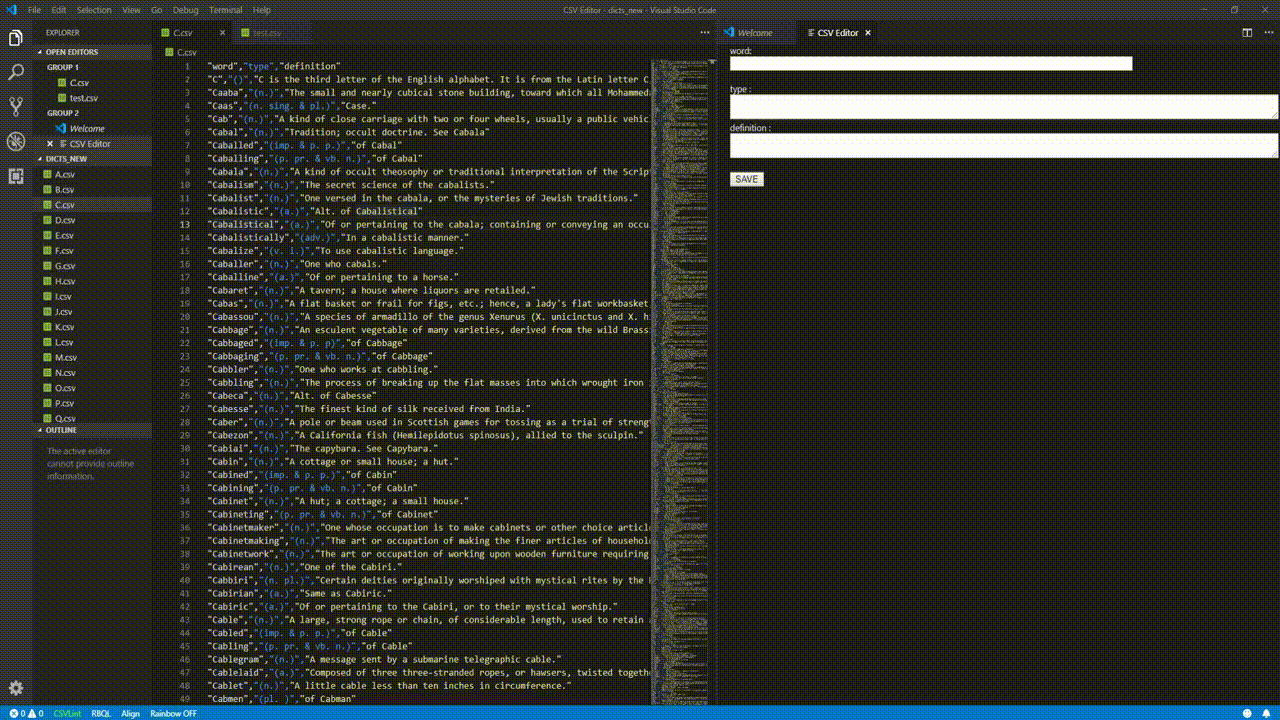 File Edit Selection View Go Debug Terminal Help
CSV Editor - dicts_new - Visual Studio Code
EXPLORER
OPEN EDITORS
GROUP 1
C.csv
test.csv
GROUP 2
Welcome
CSV Editor
DICTS_NEW
A.csv
B.csv
C.csv
D.csv
E.csv
F.csv
G.csv
H.csv
I.csv
J.csv
K.csv
L.csv
M.csv
N.csv
O.csv
P.csv
Q.csv
OUTLINE
The active editor
cannot provide outline
information.
C.csv test.csv
C.csv
1 "word","type","definition"
2 "C","()","C is the third letter of the English alphabet. It is from the Latin letter C
3 "Caaba","(n.)","The small and nearly cubical stone building, toward which all Mohammed
4 "Caas","(n. sing. & pl.)","Case."
5 "Cab","(n.)","A kind of close carriage with two or four wheels, usually a public vehic
6 "Cabal","(n.)","Tradition; occult doctrine. See Cabala"
7 "Caballed","(imp. & p. p.)","of Cabal"
8 "Caballing","(p. pr. & vb. n.)","of Cabal"
9 "Cabala","(n.)","A kind of occult theosophy or traditional interpretation of the Scrip
10 "Cabalism","(n.)","The secret science of the cabalists."
11 "Cabalist","(n.)","One versed in the cabala, or the mysteries of Jewish traditions."
12 "Cabalistic","(a.)","Alt. of Cabalistical"
13 "Cabalistical","(a.)","Of or pertaining to the cabala; containing or conveying an occu
14 "Cabalistically","(adv.)","In a cabalistic manner."
15 "Cabalize","(v. i.)","To use cabalistic language."
16 "Caballer","(n.)","One who cabals."
17 "Caballine","(a.)","Of or pertaining to a horse."
18 "Cabaret","(n.)","A tavern; a house where liquors are retailed."
19 "Cabas","(n.)","A flat basket or frail for figs, etc.; hence, a lady's flat workbasket
20 "Cabassou","(n.)","A species of armadillo of the genus Xenurus (X. unicinctus and X. h
21 "Cabbage","(n.)","An esculent vegetable of many varieties, derived from the wild Brass
22 "Cabbaged","(imp. & p. p)","of Cabbage"
23 "Cabbaging","(p. pr. & vb. n.)","of Cabbage"
24 "Cabbler","(n.)","One who works at cabbling."
25 "Cabbling","(n.)","The process of breaking up the flat masses into which wrought iron
26 "Cabeca","(n.)","Alt. of Cabesse"
27 "Cabesse","(n.)","The finest kind of silk received from India."
28 "Caber","(n.)","A pole or beam used in Scottish games for tossing as a trial of streng
29 "Cabezon","(n.)","A California fish (Hemilepidotus spinosus), allied to the sculpin."
30 "Cabiai","(n.)","The capybara. See Capybara."
31 "Cabin","(n.)","A cottage or small house; a hut."
32 "Cabined","(imp. & p. p.)","of Cabin"
33 "Cabining","(p. pr. & vb. n.)","of Cabin"
34 "Cabinet","(n.)","A hut; a cottage; a small house."
35 "Cabineting","(p. pr. & vb. n.)","of Cabinet"
36 "Cabinetmaker","(n.)","One whose occupation is to make cabinets or other choice articl
37 "Cabinetmaking","(n.)","The art or occupation of making the finer articles of househol
38 "Cabinetwork","(n.)","The art or occupation of working upon wooden furniture requiring
39 "Cabirean","(n.)","One of the Cabiri."
40 "Cabbiri","(n. pl.)","Certain deities originally worshiped with mystical rites by the
41 "Cabirian","(a.)","Same as Cabiric."
42 "Cabiric","(a.)","Of or pertaining to the Cabiri, or to their mystical worship."
43 "Cable","(n.)","A large, strong rope or chain, of considerable length, used to retain
44 "Cabled","(imp. & p. p.)","of Cable"
45 "Cabling","(p. pr. & vb. n.)","of Cable"
46 "Cablegram","(n.)","A message sent by a submarine telegraphic cable."
47 "Cablelaid","(a.)","Composed of three three-stranded ropes, or hawsers, twisted togeth
48 "Cablet","(n.)","A little cable less than ten inches in circumference."
49 "Cabmen","(pl. )","of Cabman"
Welcome CSV Editor
word:
type :
definition :
SAVE
0 0 CSVLint RBQL Align Rainbow OFF